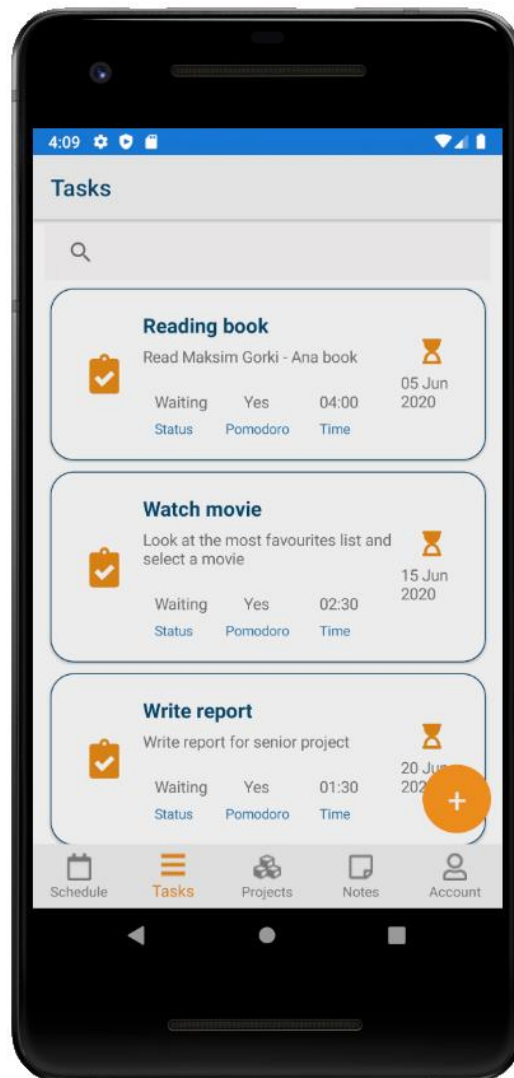 4:09
Tasks
Reading book
Read Maksim Gorki - Ana book
05 Jun
2020
Waiting Yes 04:00
Status Pomodoro Time
Watch movie
Look at the most favourites list and
select a movie
15 Jun
2020
Waiting Yes 02:30
Status Pomodoro Time
Write report
Write report for senior project
20
Waiting Yes 01:30
Status Pomodoro Time
+
Schedule Tasks Projects Notes Account